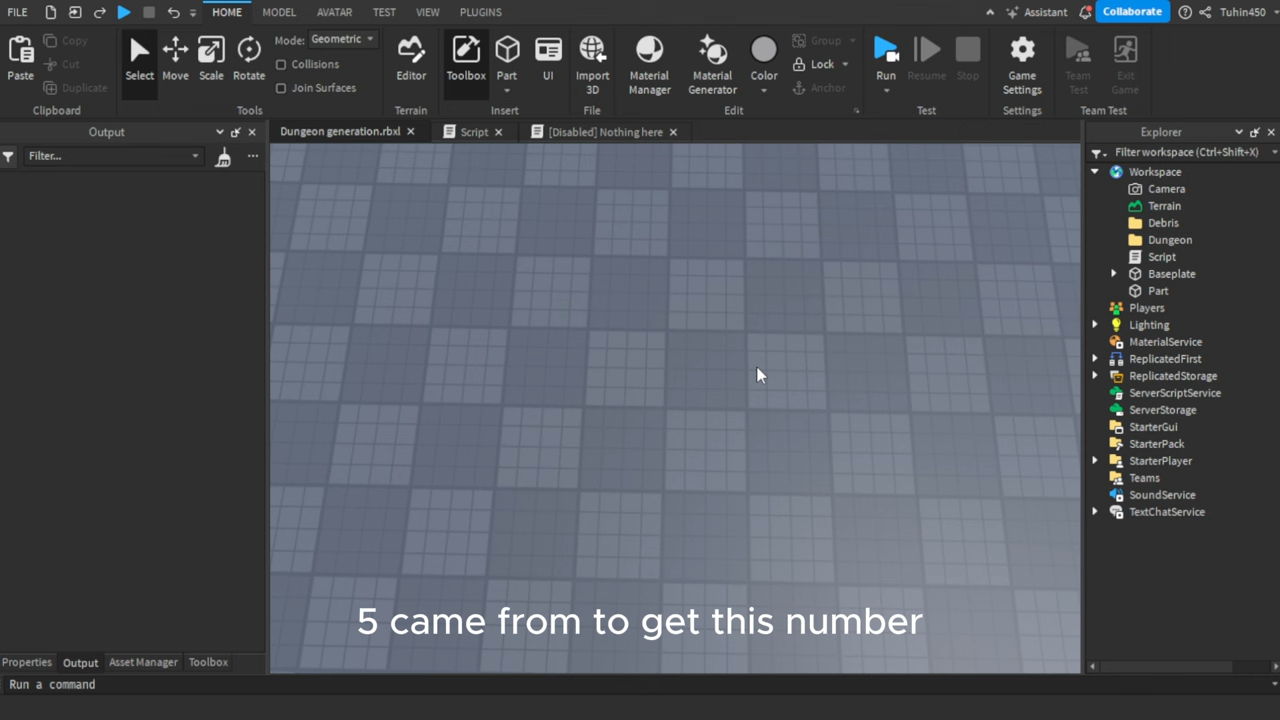 FILE HOME MODEL AVATAR TEST VIEW PLUGINS Assistant Collaborate Tuhin450
Paste Copy Cut Duplicate Clipboard
Select Move Scale Rotate Mode: Geometric Collisions Join Surfaces Tools
Editor Terrain
Toolbox Part UI Insert
Import 3D File
Material Manager Material Generator Color Group Lock Anchor Edit
Run Resume Stop Test
Game Settings Settings
Team Test Exit Game Team Test
Output
Filter...
Dungeon generation.rbxl Script [Disabled] Nothing here
Explorer
Filter workspace (Ctrl+Shift+X)
Workspace
Camera
Terrain
Debris
Dungeon
Script
Baseplate
Part
Players
Lighting
MaterialService
ReplicatedFirst
ReplicatedStorage
ServerScriptService
ServerStorage
StarterGui
StarterPack
StarterPlayer
Teams
SoundService
TextChatService
5 came from to get this number
Properties Output Asset Manager Toolbox
Run a command